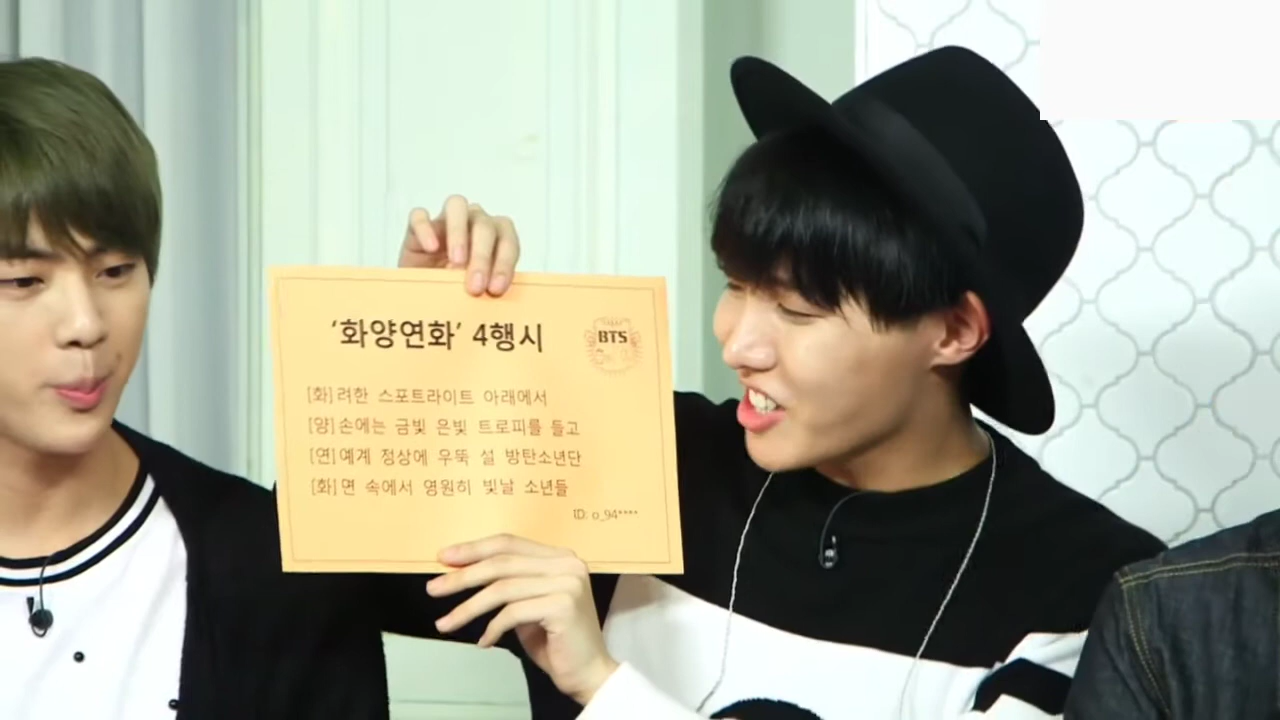 '화양연화' 4행시
BTS
[화]려한 스포트라이트 아래에서
[양]손에는 금빛 은빛 트로피를 들고
[연]예계 정상에 우뚝 설 방탄소년단
[화]면 속에서 영원히 빛날 소년들
ID: o_94****